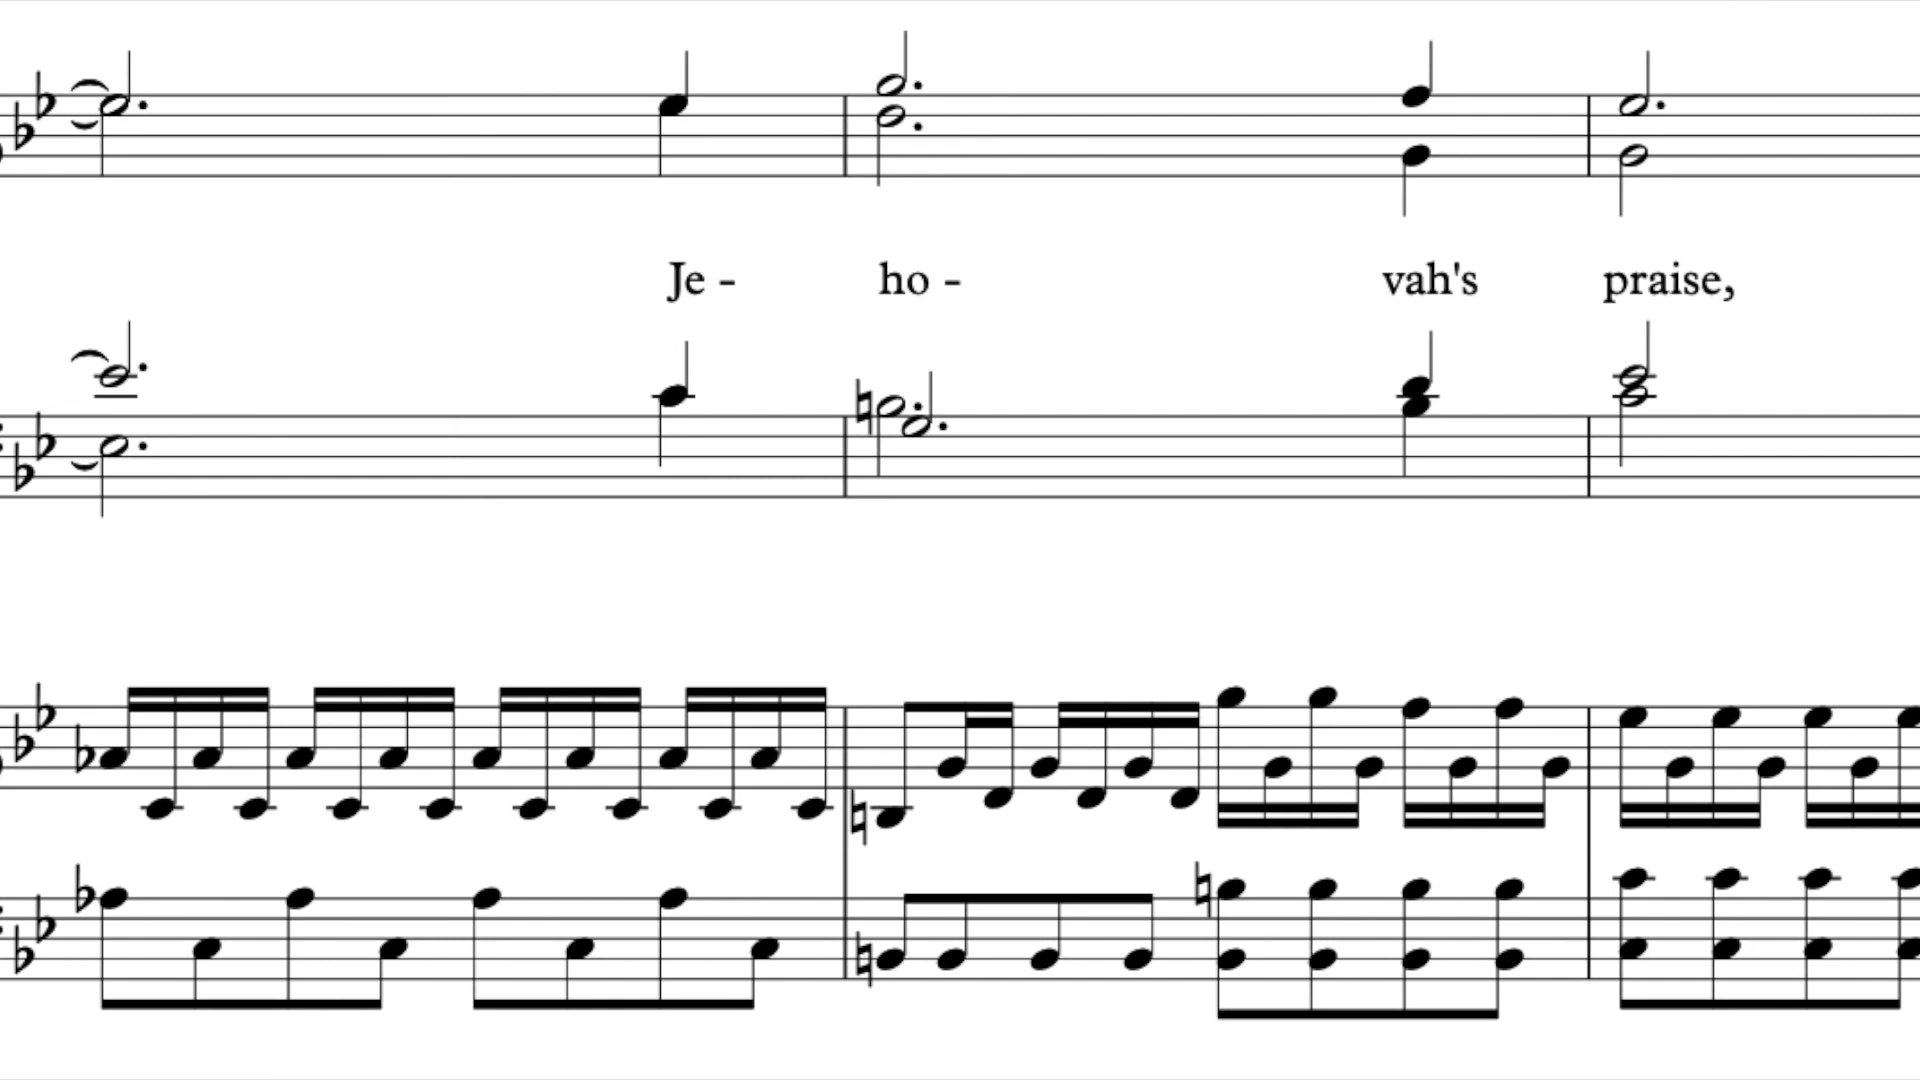 Je - ho - vah's praise,